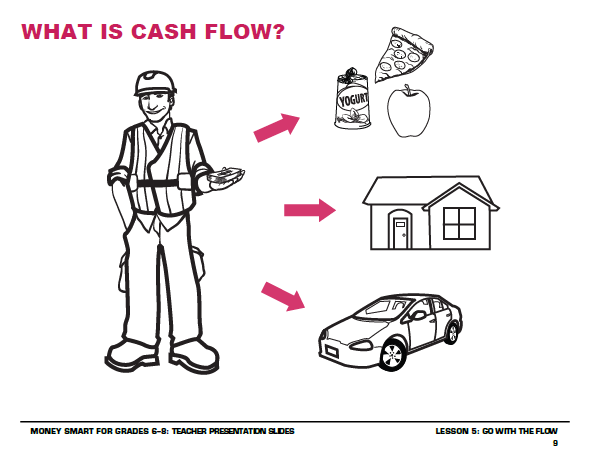 WHAT IS CASH FLOW?
YOGURT
MONEY SMART FOR GRADES 6–8: TEACHER PRESENTATION SLIDES
LESSON 5: GO WITH THE FLOW
9